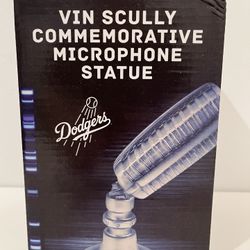 VIN SCULLY
COMMEMORATIVE
MICROPHONE
STATUE
Dodgers